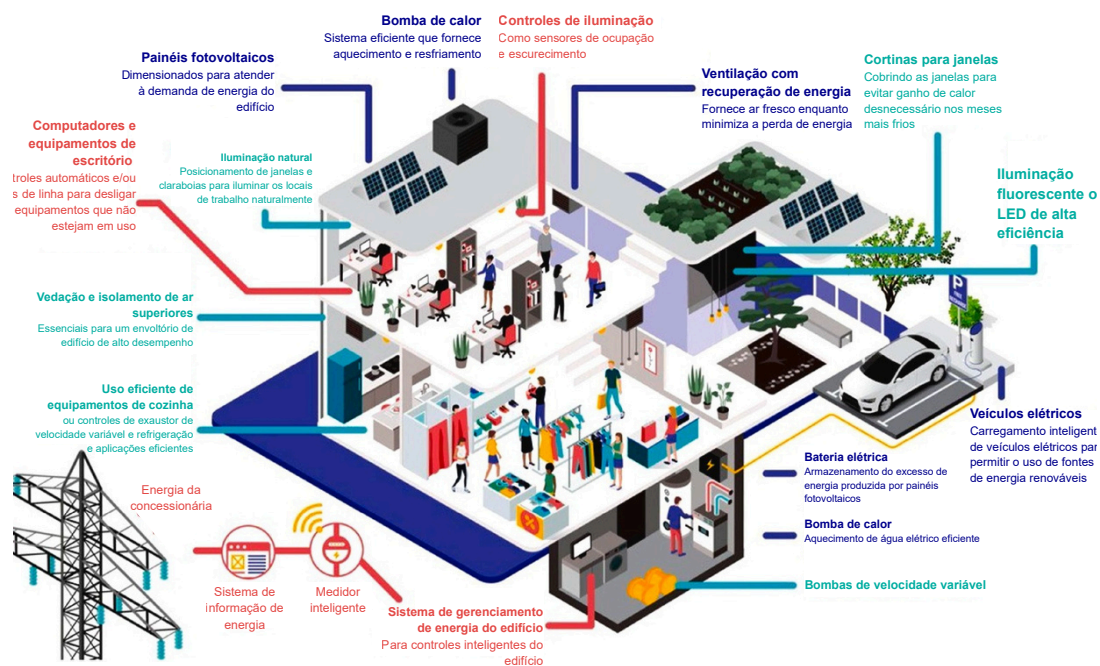 Bomba de calor
Sistema eficiente que fornece
aquecimento e resfriamento
Controles de iluminação
Como sensores de ocupação
e escurecimento
Painéis fotovoltaicos
Dimensionados para atender
à demanda de energia do
edifício
Ventilação com
recuperação de energia
Fornece ar fresco enquanto
minimiza a perda de energia
Cortinas para janelas
Cobrindo as janelas para
evitar ganho de calor
desnecessário nos meses
mais frios
Computadores e
equipamentos de
escritório
troles automáticos e/ou
s de linha para desligar
equipamentos que não
estejam em uso
Iluminação natural
Posicionamento de janelas e
claraboias para iluminar os locais
de trabalho naturalmente
Iluminação
fluorescente o
LED de alta
eficiência
Vedação e isolamento de ar
superiores
Essenciais para um envoltório de
edifício de alto desempenho
P
Uso eficiente de
equipamentos de cozinha
ou controles de exaustor de
velocidade variável e refrigeração
e aplicações eficientes
Veículos elétricos
Carregamento inteligent
de veículos elétricos par
permitir o uso de fontes
de energia renováveis
Bateria elétrica
Armazenamento do excesso de
energia produzida por painéis
fotovoltaicos
Bomba de calor
Aquecimento de água elétrico eficiente
Bombas de velocidade variável
Energia da
concessionária
%
Sistema de
informação de
energia
Medidor
inteligente
Sistema de gerenciamento
de energia do edifício
Para controles inteligentes do
edifício